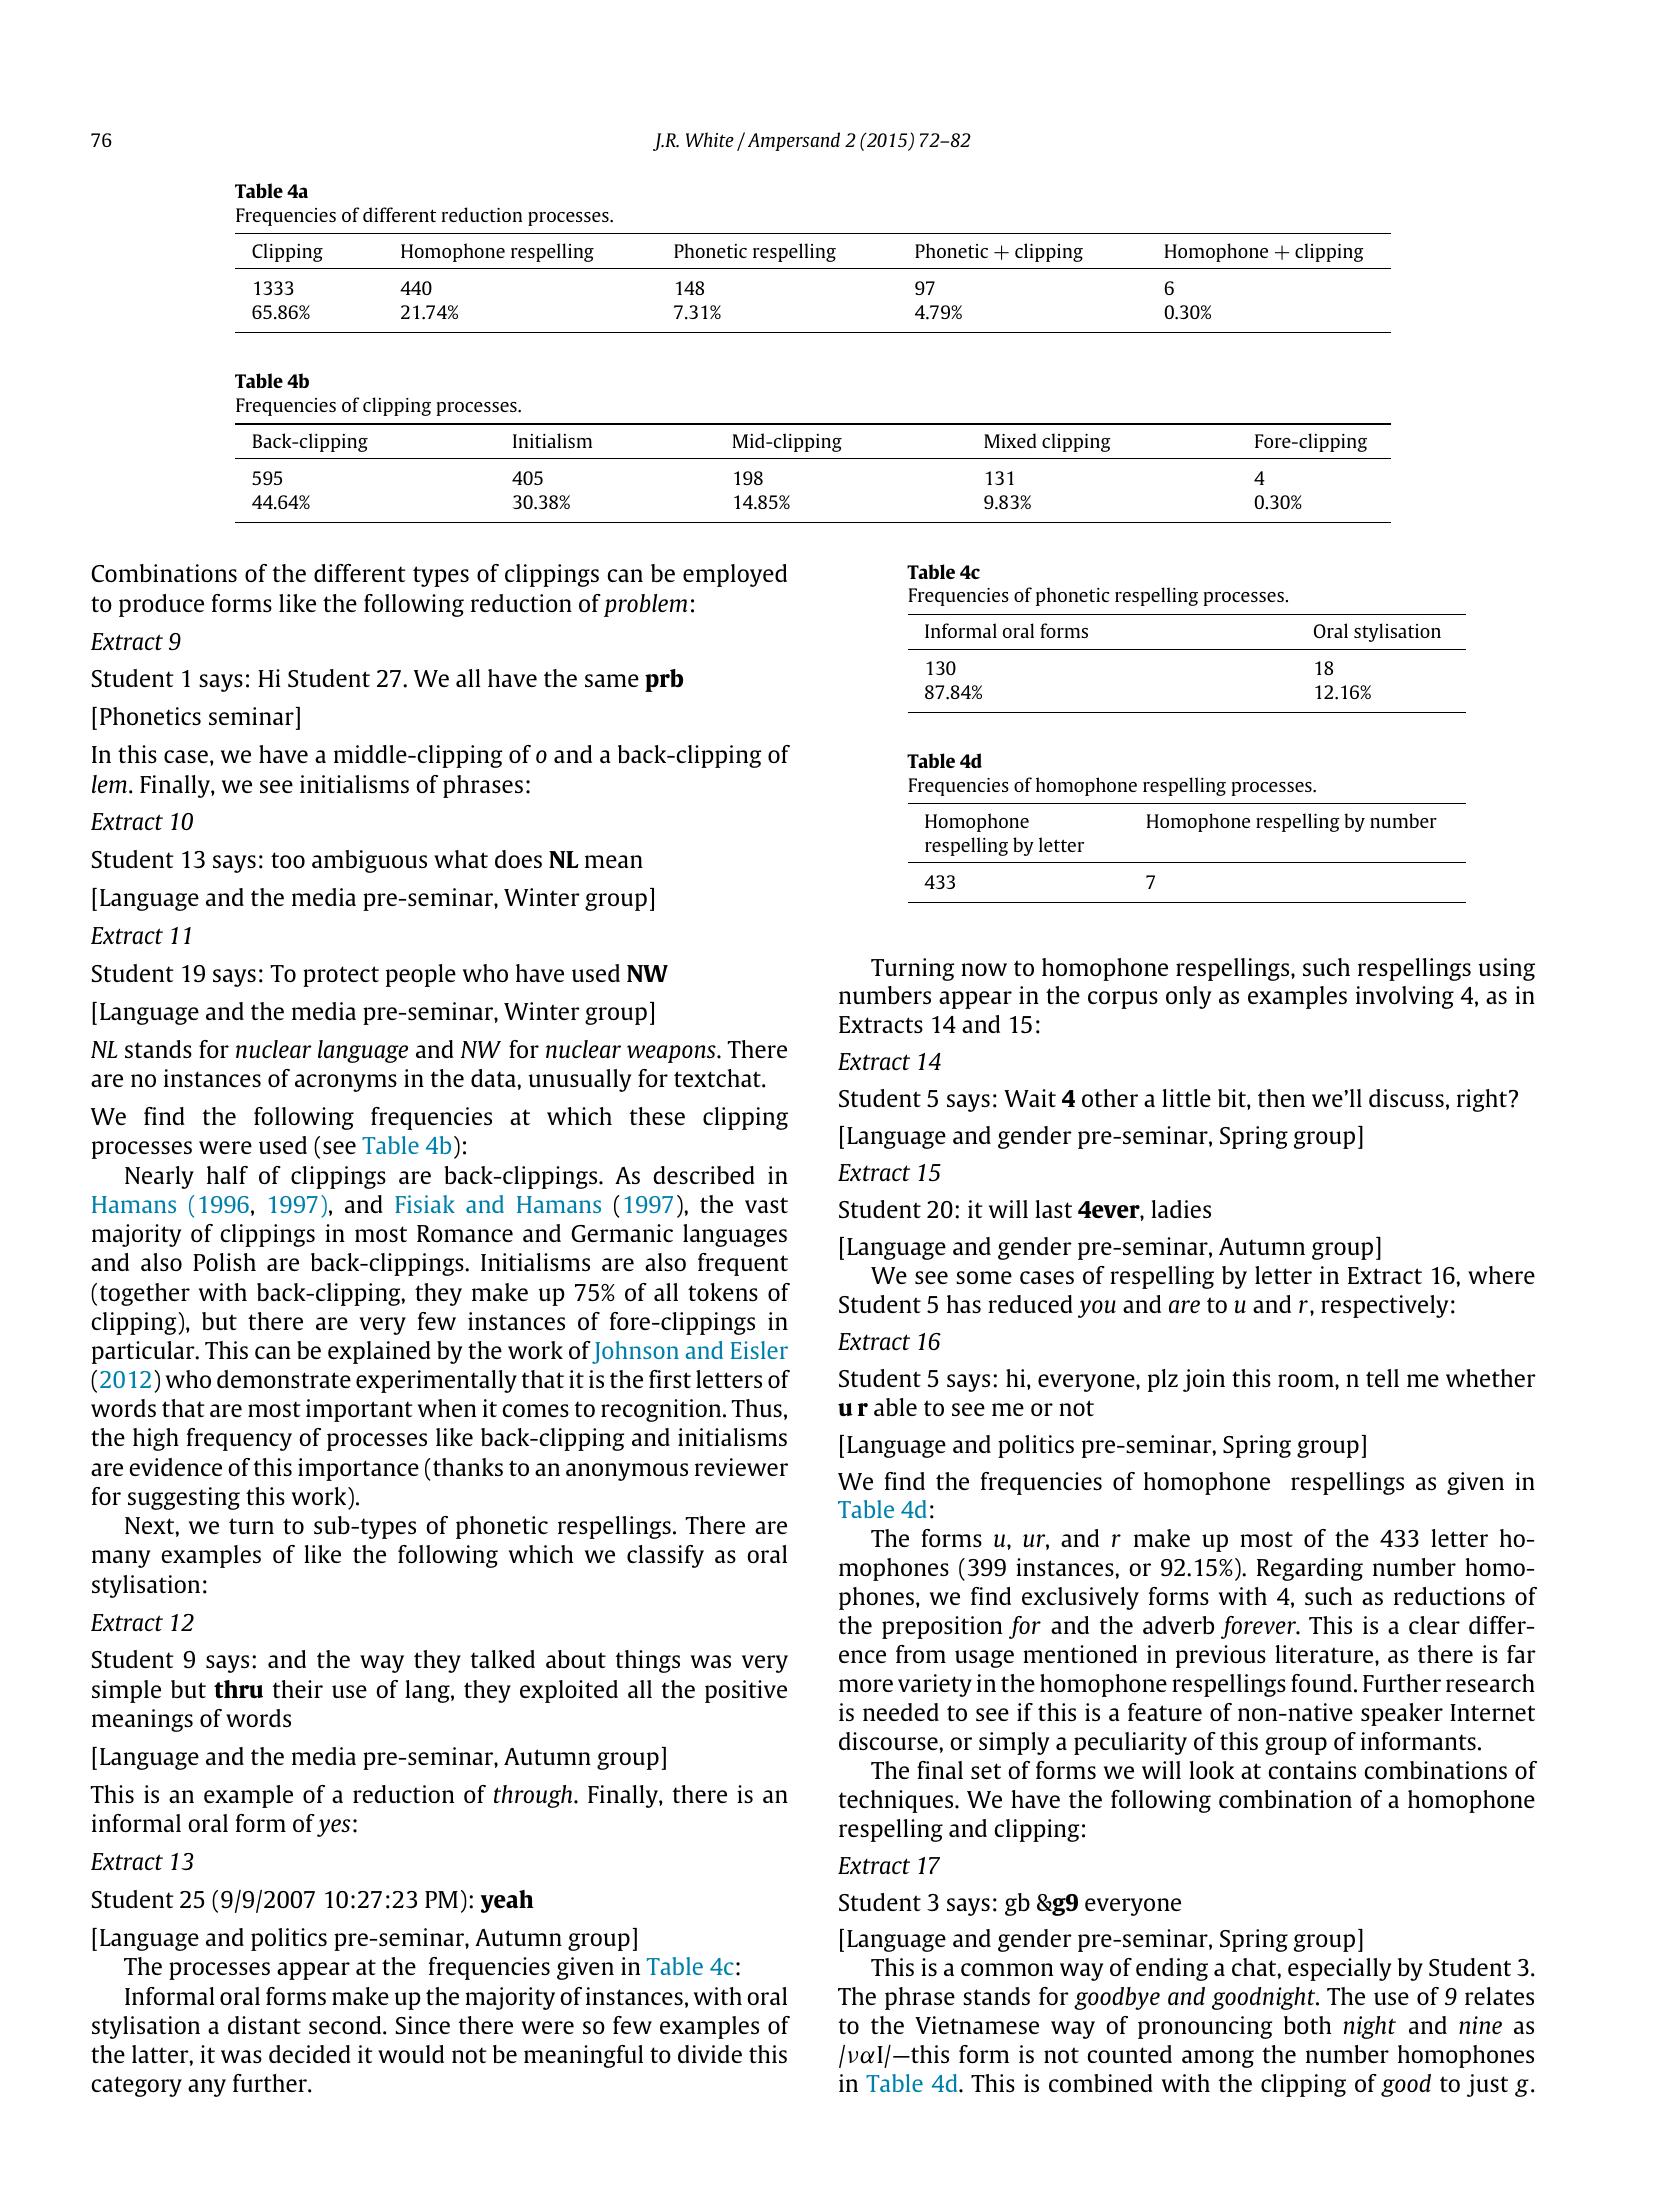 76
J.R. White / Ampersand 2 (2015) 72–82
Table 4a
Frequencies of different reduction processes.
Clipping Homophone respelling Phonetic respelling Phonetic + clipping Homophone + clipping
1333 440 148 97 6
65.86% 21.74% 7.31% 4.79% 0.30%
Table 4b
Frequencies of clipping processes.
Back-clipping Initialism Mid-clipping Mixed clipping Fore-clipping
595 405 198 131 4
44.64% 30.38% 14.85% 9.83% 0.30%
Combinations of the different types of clippings can be employed
to produce forms like the following reduction of problem:
Extract 9
Student 1 says: Hi Student 27. We all have the same prb
[Phonetics seminar]
In this case, we have a middle-clipping of o and a back-clipping of
lem. Finally, we see initialisms of phrases:
Extract 10
Student 13 says: too ambiguous what does NL mean
[Language and the media pre-seminar, Winter group]
Extract 11
Student 19 says: To protect people who have used NW
[Language and the media pre-seminar, Winter group]
NL stands for nuclear language and NW for nuclear weapons. There
are no instances of acronyms in the data, unusually for textchat.
We find the following frequencies at which these clipping
processes were used (see Table 4b):
Nearly half of clippings are back-clippings. As described in
Hamans (1996, 1997), and Fisiak and Hamans (1997), the vast
majority of clippings in most Romance and Germanic languages
and also Polish are back-clippings. Initialisms are also frequent
(together with back-clipping, they make up 75% of all tokens of
clipping), but there are very few instances of fore-clippings in
particular. This can be explained by the work of Johnson and Eisler
(2012) who demonstrate experimentally that it is the first letters of
words that are most important when it comes to recognition. Thus,
the high frequency of processes like back-clipping and initialisms
are evidence of this importance (thanks to an anonymous reviewer
for suggesting this work).
Next, we turn to sub-types of phonetic respellings. There are
many examples of like the following which we classify as oral
stylisation:
Extract 12
Student 9 says: and the way they talked about things was very
simple but thru their use of lang, they exploited all the positive
meanings of words
[Language and the media pre-seminar, Autumn group]
This is an example of a reduction of through. Finally, there is an
informal oral form of yes:
Extract 13
Student 25 (9/9/2007 10:27:23 PM): yeah
[Language and politics pre-seminar, Autumn group]
The processes appear at the frequencies given in Table 4c:
Informal oral forms make up the majority of instances, with oral
stylisation a distant second. Since there were so few examples of
the latter, it was decided it would not be meaningful to divide this
category any further.
Table 4c
Frequencies of phonetic respelling processes.
Informal oral forms Oral stylisation
130 18
87.84% 12.16%
Table 4d
Frequencies of homophone respelling processes.
Homophone Homophone respelling by number
respelling by letter
433 7
Turning now to homophone respellings, such respellings using
numbers appear in the corpus only as examples involving 4, as in
Extracts 14 and 15:
Extract 14
Student 5 says: Wait 4 other a little bit, then we'll discuss, right?
[Language and gender pre-seminar, Spring group]
Extract 15
Student 20: it will last 4ever, ladies
[Language and gender pre-seminar, Autumn group]
We see some cases of respelling by letter in Extract 16, where
Student 5 has reduced you and are to u and r, respectively:
Extract 16
Student 5 says: hi, everyone, plz join this room, n tell me whether
u r able to see me or not
[Language and politics pre-seminar, Spring group]
We find the frequencies of homophone respellings as given in
Table 4d:
The forms u, ur, and r make up most of the 433 letter ho-
mophones (399 instances, or 92.15%). Regarding number homo-
phones, we find exclusively forms with 4, such as reductions of
the preposition for and the adverb forever. This is a clear differ-
ence from usage mentioned in previous literature, as there is far
more variety in the homophone respellings found. Further research
is needed to see if this is a feature of non-native speaker Internet
discourse, or simply a peculiarity of this group of informants.
The final set of forms we will look at contains combinations of
techniques. We have the following combination of a homophone
respelling and clipping:
Extract 17
Student 3 says: gb &g9 everyone
[Language and gender pre-seminar, Spring group]
This is a common way of ending a chat, especially by Student 3.
The phrase stands for goodbye and goodnight. The use of 9 relates
to the Vietnamese way of pronouncing both night and nine as
/ναI/—this form is not counted among the number homophones
in Table 4d. This is combined with the clipping of good to just g.